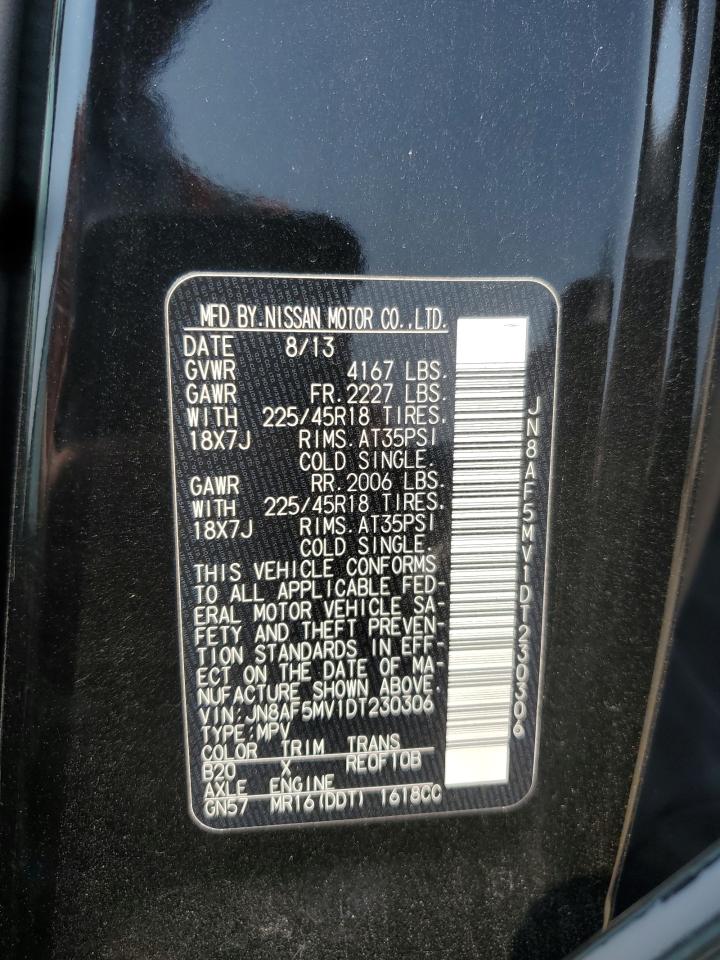 MFD BY.NISSAN MOTOR CO.,LTD.
DATE 8/13
GVWR 4167 LBS.
GAWR FR.2227 LBS.
WITH 225/45R18 TIRES,
18X7J RIMS.AT35PSI
COLD SINGLE.
GAWR RR.2006 LBS.
WITH 225/45R18 TIRES,
18X7J RIMS.AT35PSI
COLD SINGLE.
THIS VEHICLE CONFORMS
TO ALL APPLICABLE FED-
ERAL MOTOR VEHICLE SA-
FETY AND THEFT PREVEN-
TION STANDARDS IN EFF-
ECT ON THE DATE OF MA-
NUFACTURE SHOWN ABOVE.
VIN:JN8AF5MV1DT230306
TYPE:MPV
COLOR TRIM TRANS
B20 X RE0F10B
AXLE ENGINE
GN57 MR16(DDT) 1618CC
JN8AF5MV1DT230306